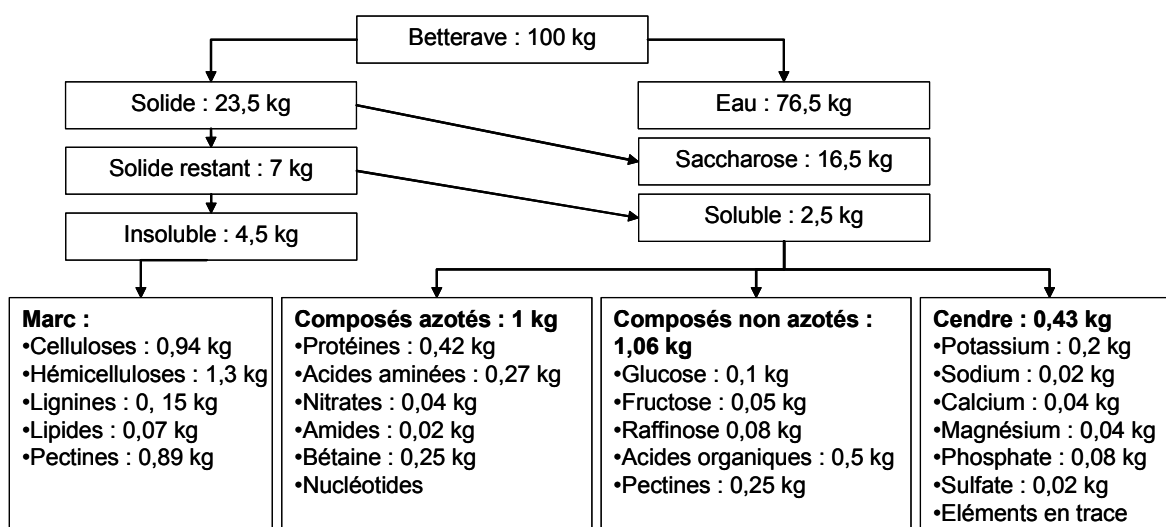 Betterave : 100 kg
Solide : 23,5 kg
Eau : 76,5 kg
Saccharose : 16,5 kg
Solide restant : 7 kg
Soluble : 2,5 kg
Insoluble : 4,5 kg
Marc :
•Celluloses : 0,94 kg
•Hémicelluloses : 1,3 kg
•Lignines : 0, 15 kg
•Lipides : 0,07 kg
•Pectines : 0,89 kg
Composés azotés : 1 kg
•Protéines : 0,42 kg
•Acides aminées : 0,27 kg
•Nitrates : 0,04 kg
•Amides : 0,02 kg
•Bétaine : 0,25 kg
•Nucléotides
Composés non azotés :
1,06 kg
•Glucose : 0,1 kg
•Fructose : 0,05 kg
•Raffinose 0,08 kg
•Acides organiques : 0,5 kg
•Pectines : 0,25 kg
Cendre : 0,43 kg
•Potassium : 0,2 kg
•Sodium : 0,02 kg
•Calcium : 0,04 kg
•Magnésium : 0,04 kg
•Phosphate : 0,08 kg
•Sulfate : 0,02 kg
•Eléments en trace